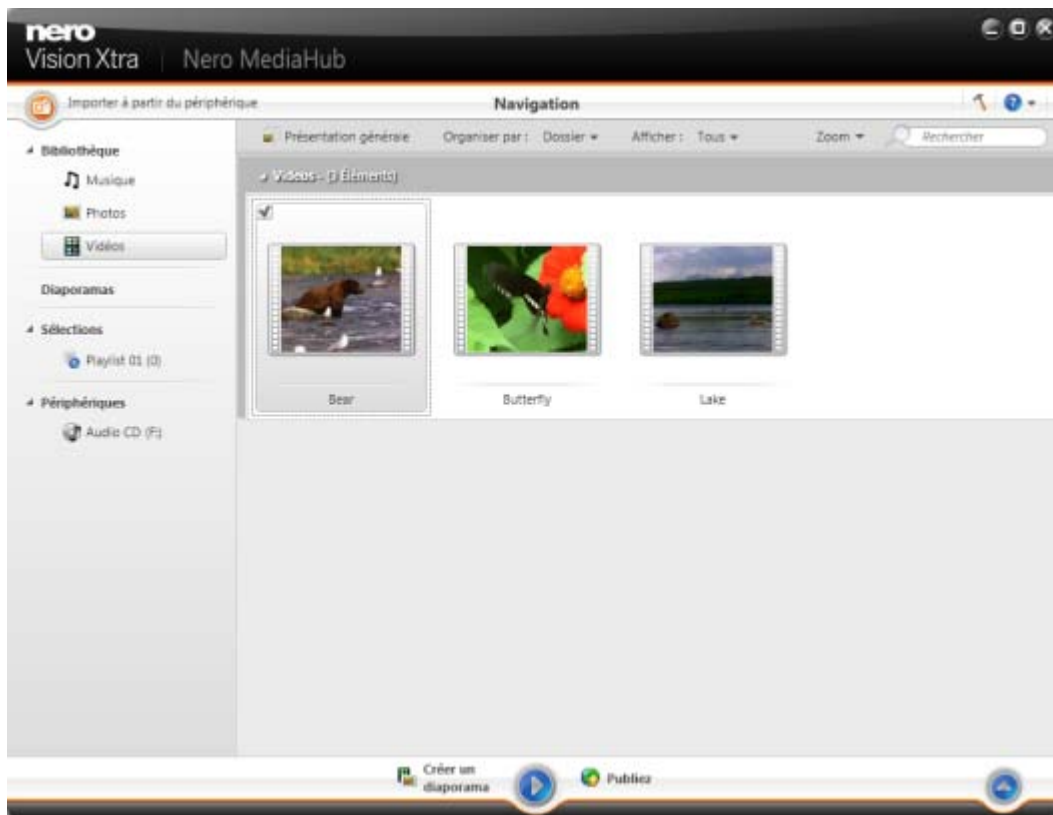 nero
Vision Xtra | Nero MediaHub
Importer à partir du périphérique
Navigation
Présentation générale Organiser par : Dossier Afficher : Tous Zoom Rechercher
Bibliothèque
Musique
Photos
Vidéos
Diaporamas
Sélections
Playlist 01 (0)
Périphériques
Audio CD (F:)
Videos - (3 Éléments)
Bear
Butterfly
Lake
Créer un
diaporama
Publiez